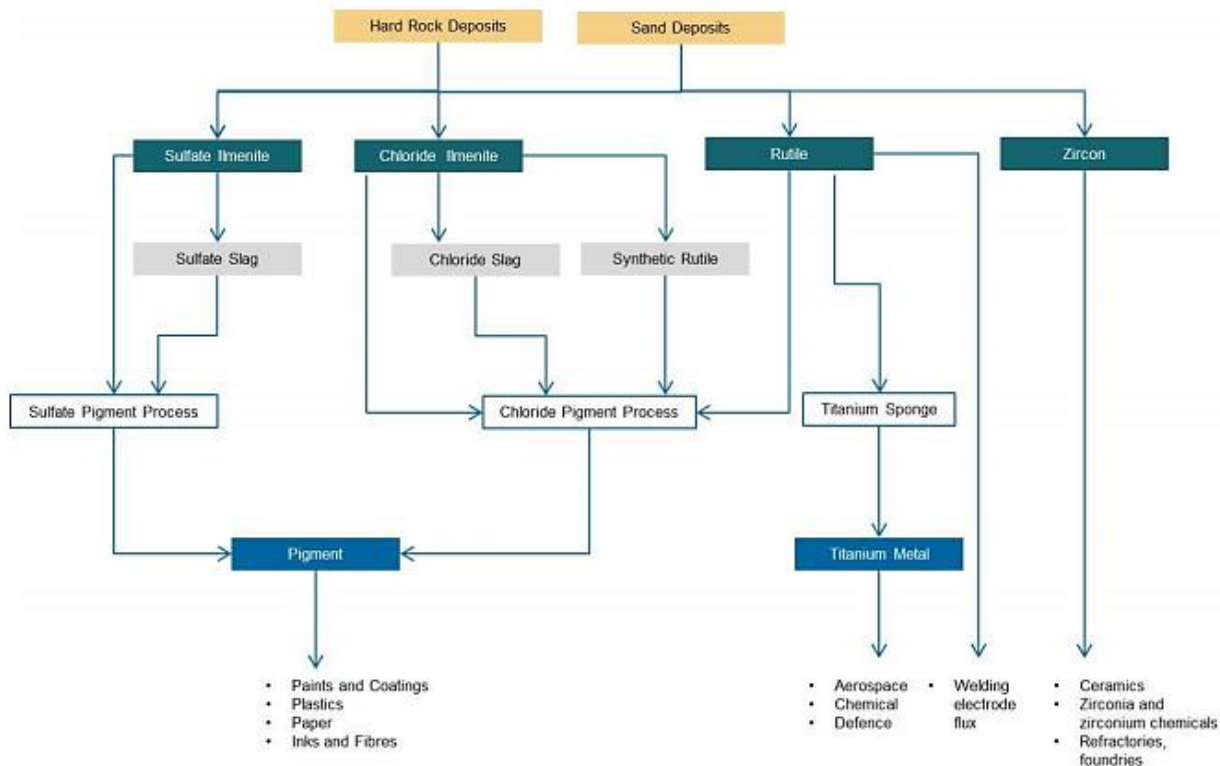 Hard Rock Deposits
Sand Deposits
Sulfate Ilmenite
Chloride Ilmenite
Rutile
Zircon
Sulfate Slag
Chloride Slag
Synthetic Rutile
Sulfate Pigment Process
Chloride Pigment Process
Titanium Sponge
Pigment
Titanium Metal
• Paints and Coatings
• Plastics
• Paper
• Inks and Fibres
• Aerospace
• Chemical
• Defence
• Welding
electrode
flux
• Ceramics
• Zirconia and
zirconium chemicals
• Refractories,
foundries